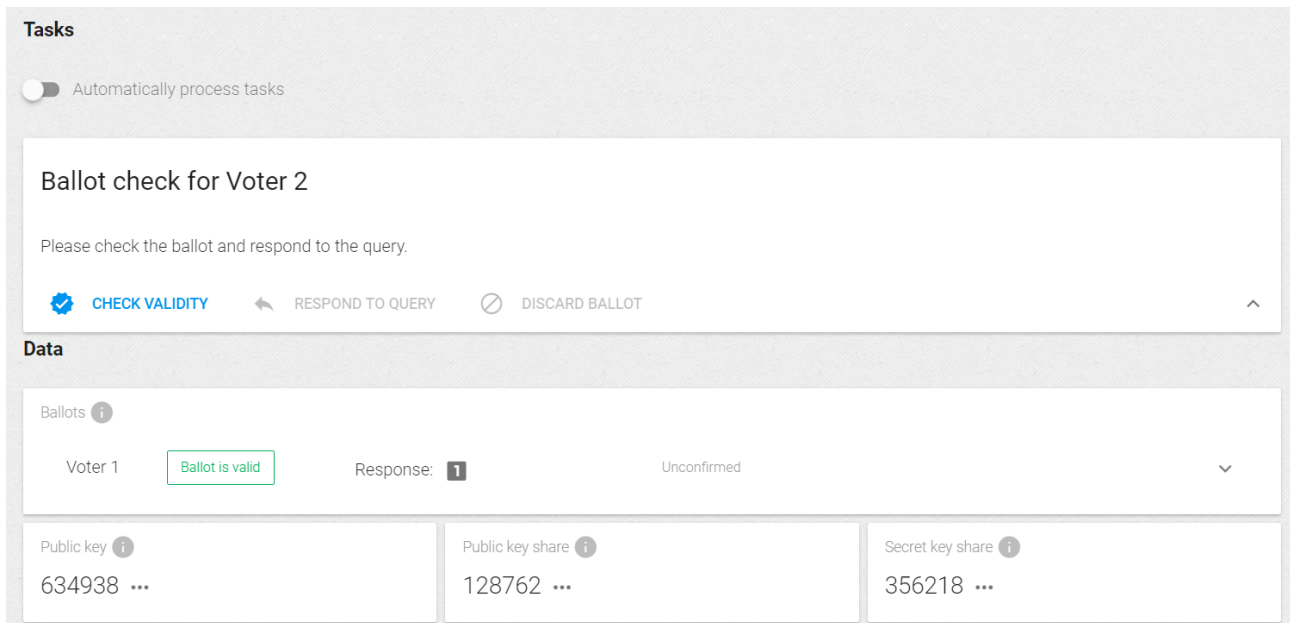 Tasks
Automatically process tasks
Ballot check for Voter 2
Please check the ballot and respond to the query.
CHECK VALIDITY RESPOND TO QUERY DISCARD BALLOT
Data
Ballots i
Voter 1 Ballot is valid Response: 1 Unconfirmed
Public key i Public key share i Secret key share i
634938 ••• 128762 ••• 356218 •••